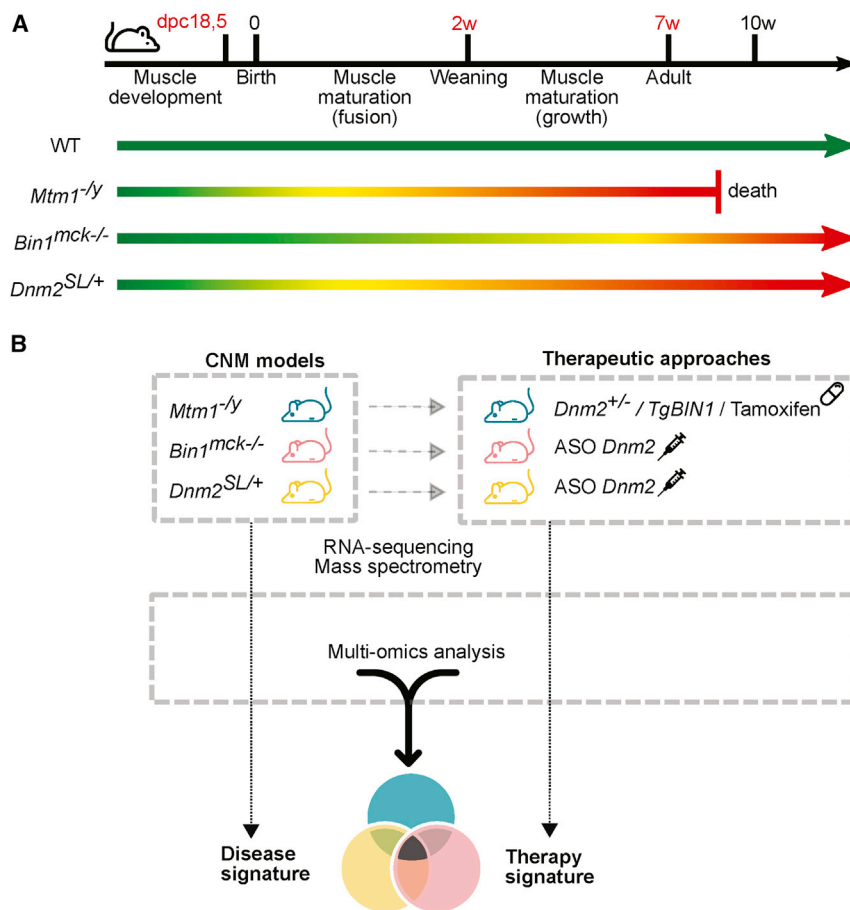 A
dpc18,5 0 2w 7w 10w
Muscle development Birth Muscle maturation (fusion) Weaning Muscle maturation (growth) Adult
WT
Mtm1-/y death
Bin1mck-/-
Dnm2SL/+
B
CNM models Therapeutic approaches
Mtm1-/y Dnm2+/- / TgBIN1 / Tamoxifen
Bin1mck-/- ASO Dnm2
Dnm2SL/+ ASO Dnm2
RNA-sequencing
Mass spectrometry
Multi-omics analysis
Disease signature Therapy signature